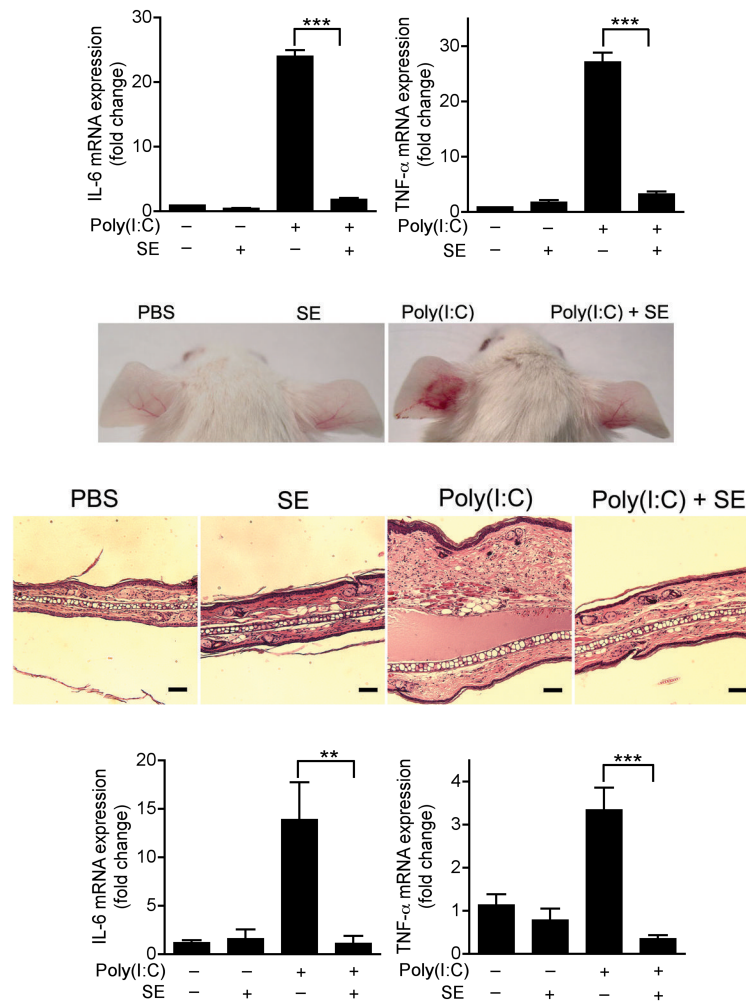 30
20
10
0
IL-6 mRNA expression
(fold change)
***
Poly(I:C) – – + +
SE – + – +
30
20
10
0
TNF-α mRNA expression
(fold change)
***
– – + +
– + – +
PBS SE Poly(I:C) Poly(I:C) + SE
PBS SE Poly(I:C) Poly(I:C) + SE
20
15
10
5
0
IL-6 mRNA expression
(fold change)
**
Poly(I:C) – – + +
SE – + – +
4
3
2
1
0
TNF-α mRNA expression
(fold change)
***
Poly(I:C) – – + +
SE – + – +